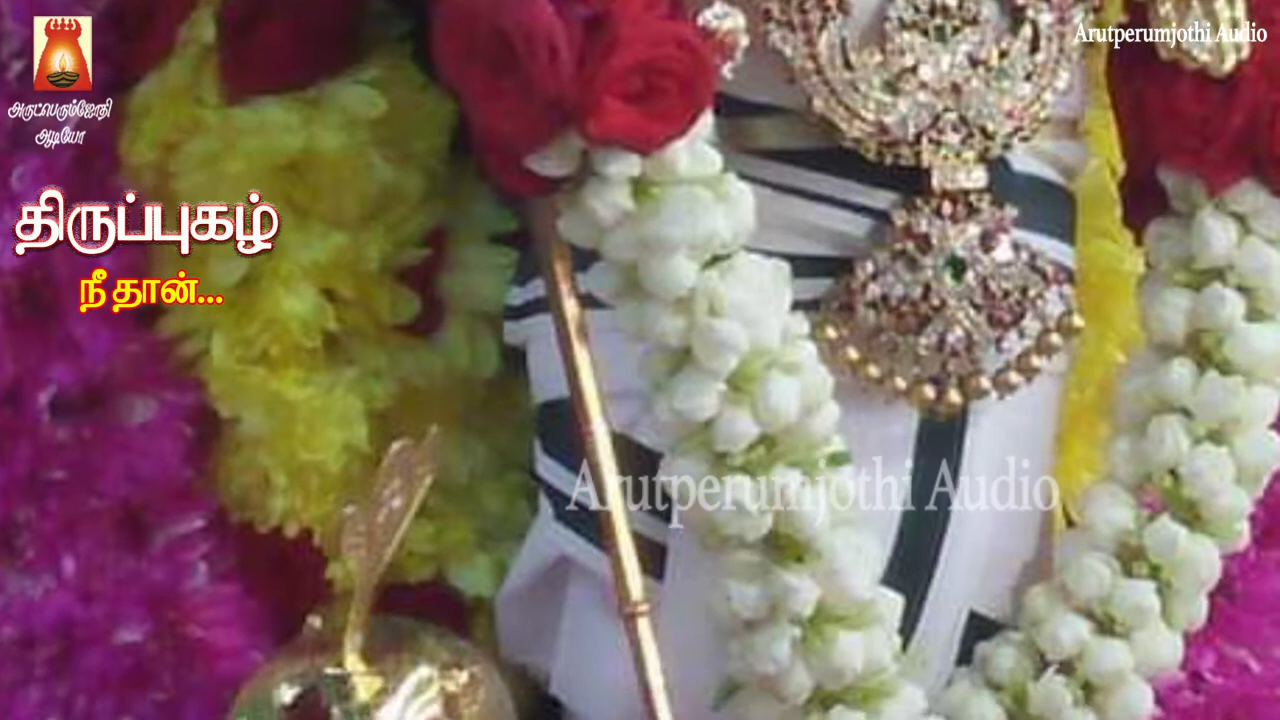 Arutperumjothi Audio
அருட்பெரும்ஜோதி
ஆடியோ
திருப்புகழ்
நீ தான்...
Arutperumjothi Audio